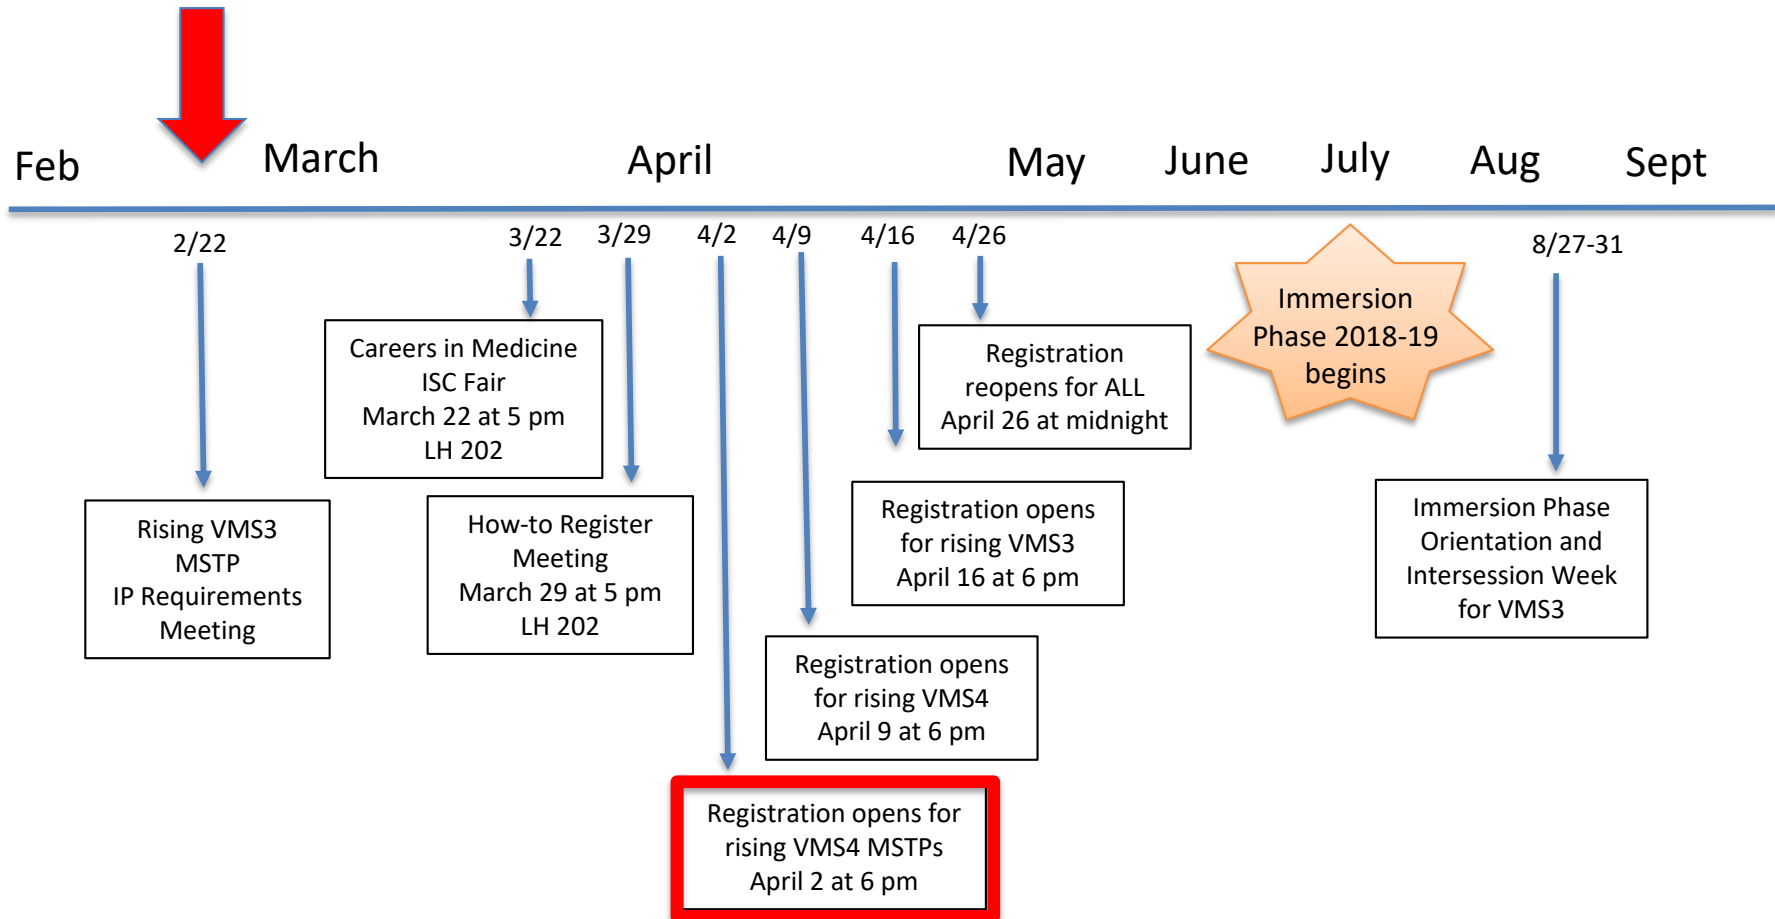 Feb
March
April
May
June
July
Aug
Sept
2/22
3/22
3/29
4/2
4/9
4/16
4/26
8/27-31
Rising VMS3
MSTP
IP Requirements
Meeting
Careers in Medicine
ISC Fair
March 22 at 5 pm
LH 202
How-to Register
Meeting
March 29 at 5 pm
LH 202
Registration opens for
rising VMS4 MSTPs
April 2 at 6 pm
Registration opens
for rising VMS4
April 9 at 6 pm
Registration opens
for rising VMS3
April 16 at 6 pm
Registration
reopens for ALL
April 26 at midnight
Immersion
Phase 2018-19
begins
Immersion Phase
Orientation and
Intersession Week
for VMS3